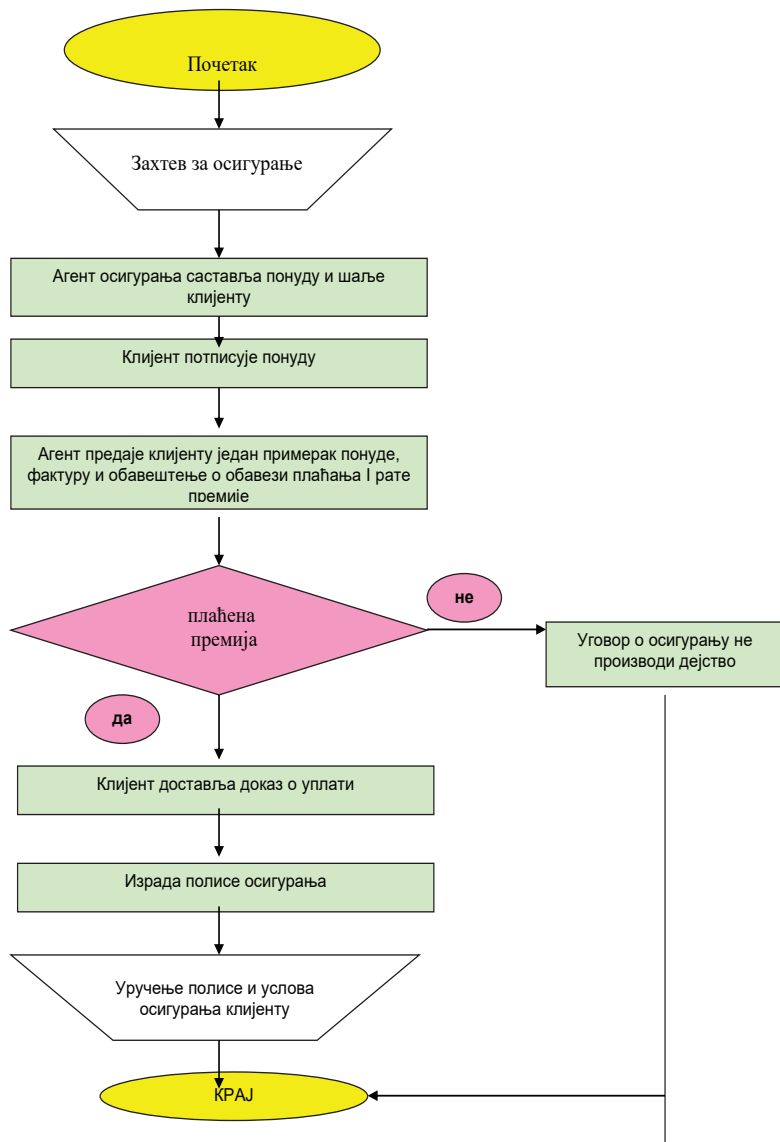 Почетак
Захтев за осигурање
Агент осигурања саставља понуду и шаље
клијенту
Клијент потписује понуду
Агент предаје клијенту један примерак понуде,
фактуру и обавештење о обавези плаћања I рате
премије
плаћена
премија
не
Уговор о осигурању не
производи дејство
да
Клијент доставља доказ о уплати
Израда полисе осигурања
Уручење полисе и услова
осигурања клијенту
КРАЈ